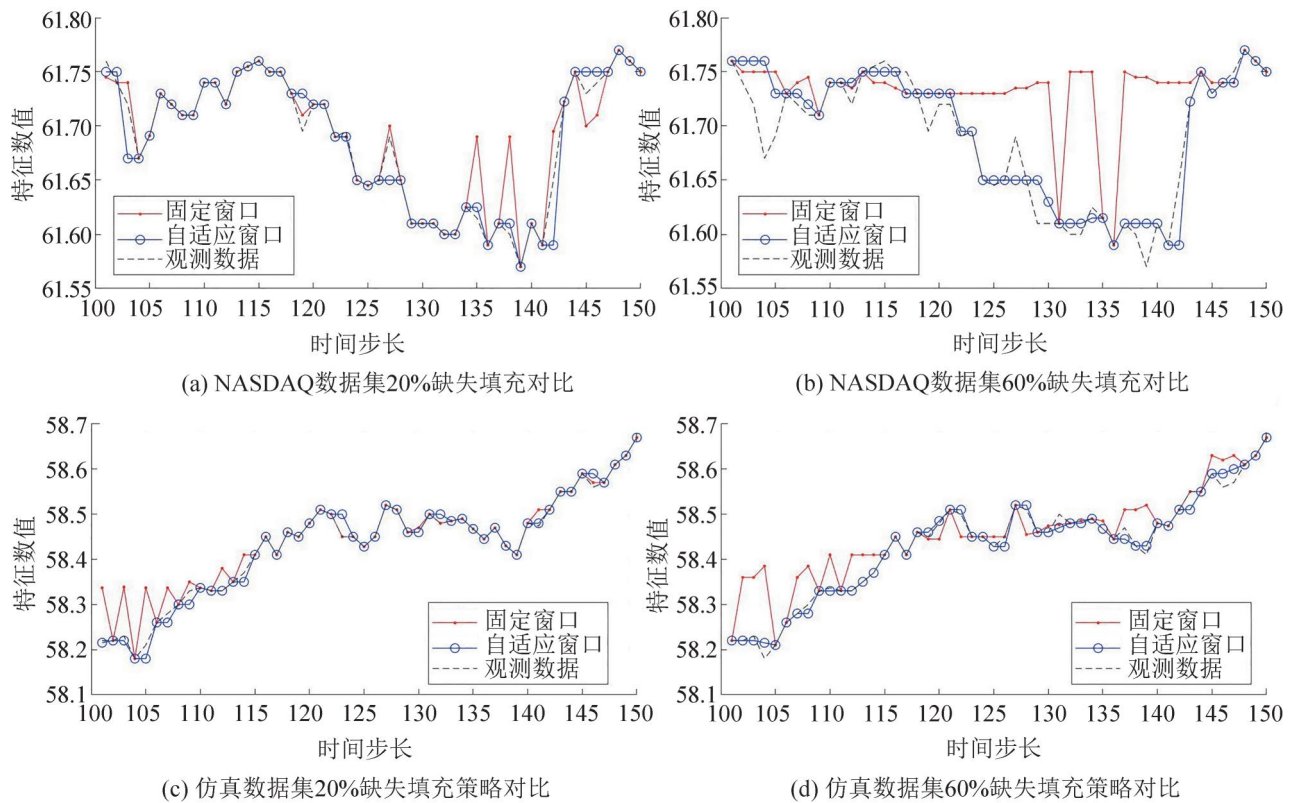 61.80
61.75
61.70
61.65
61.60
61.55
特征数值
固定窗口
自适应窗口
观测数据
100 105 110 115 120 125 130 135 140 145 150
时间步长
(a) NASDAQ数据集20%缺失填充对比
61.80
61.75
61.70
61.65
61.60
61.55
特征数值
固定窗口
自适应窗口
观测数据
100 105 110 115 120 125 130 135 140 145 150
时间步长
(b) NASDAQ数据集60%缺失填充对比
58.7
58.6
58.5
58.4
58.3
58.2
58.1
特征数值
固定窗口
自适应窗口
观测数据
100 105 110 115 120 125 130 135 140 145 150
时间步长
(c) 仿真数据集20%缺失填充策略对比
58.7
58.6
58.5
58.4
58.3
58.2
58.1
特征数值
固定窗口
自适应窗口
观测数据
100 105 110 115 120 125 130 135 140 145 150
时间步长
(d) 仿真数据集60%缺失填充策略对比